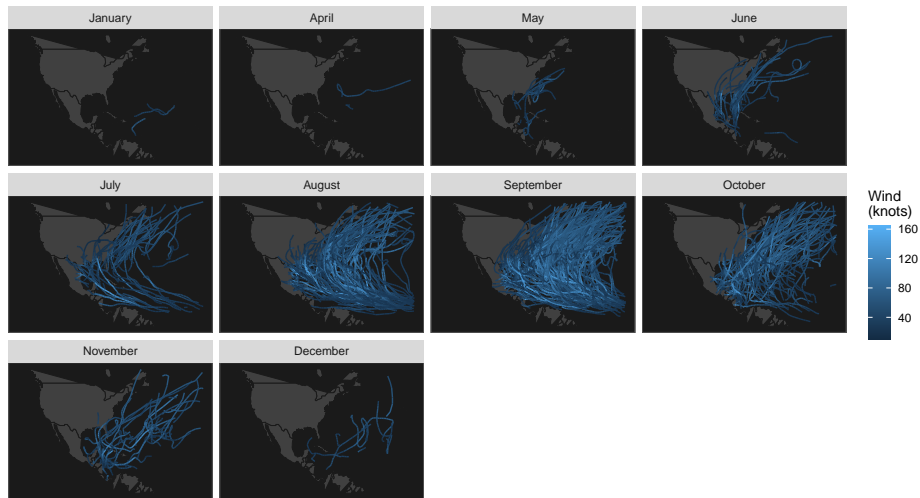 January
April
May
June
July
August
September
October
November
December
Wind
(knots)
160
120
80
40